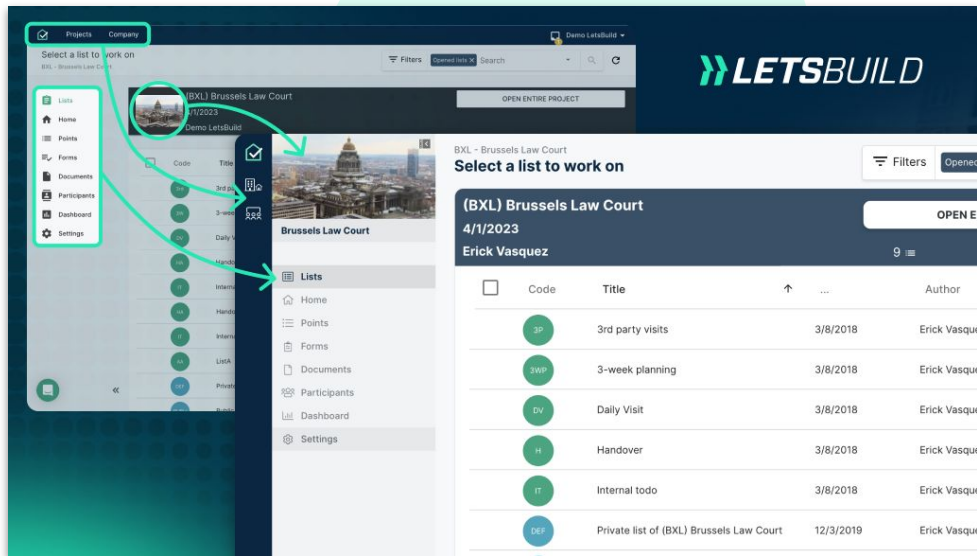 Projects Company
Demo LetsBuild
Select a list to work on
BXL - Brussels Law Court
Filters Opened lists X Search
(BXL) Brussels Law Court
4/1/2023
Demo LetsBuild
OPEN ENTIRE PROJECT
Lists
Home
Points
Forms
Documents
Participants
Dashboard
Settings
Code Title
3rd
3-week
DV Daily
Handov
Interna
Hando
IT Interna
ListA
DEF Privat
LETSBUILD
Brussels Law Court
Lists
Home
Points
Forms
Documents
Participants
Dashboard
Settings
BXL - Brussels Law Court
Select a list to work on
Filters Opened
(BXL) Brussels Law Court
4/1/2023
Erick Vasquez
OPEN E
9
Code Title ... Author
3P 3rd party visits 3/8/2018 Erick Vasque
3WP 3-week planning 3/8/2018 Erick Vasque
DV Daily Visit 3/8/2018 Erick Vasque
H Handover 3/8/2018 Erick Vasque
IT Internal todo 3/8/2018 Erick Vasque
DEF Private list of (BXL) Brussels Law Court 12/3/2019 Erick Vasque